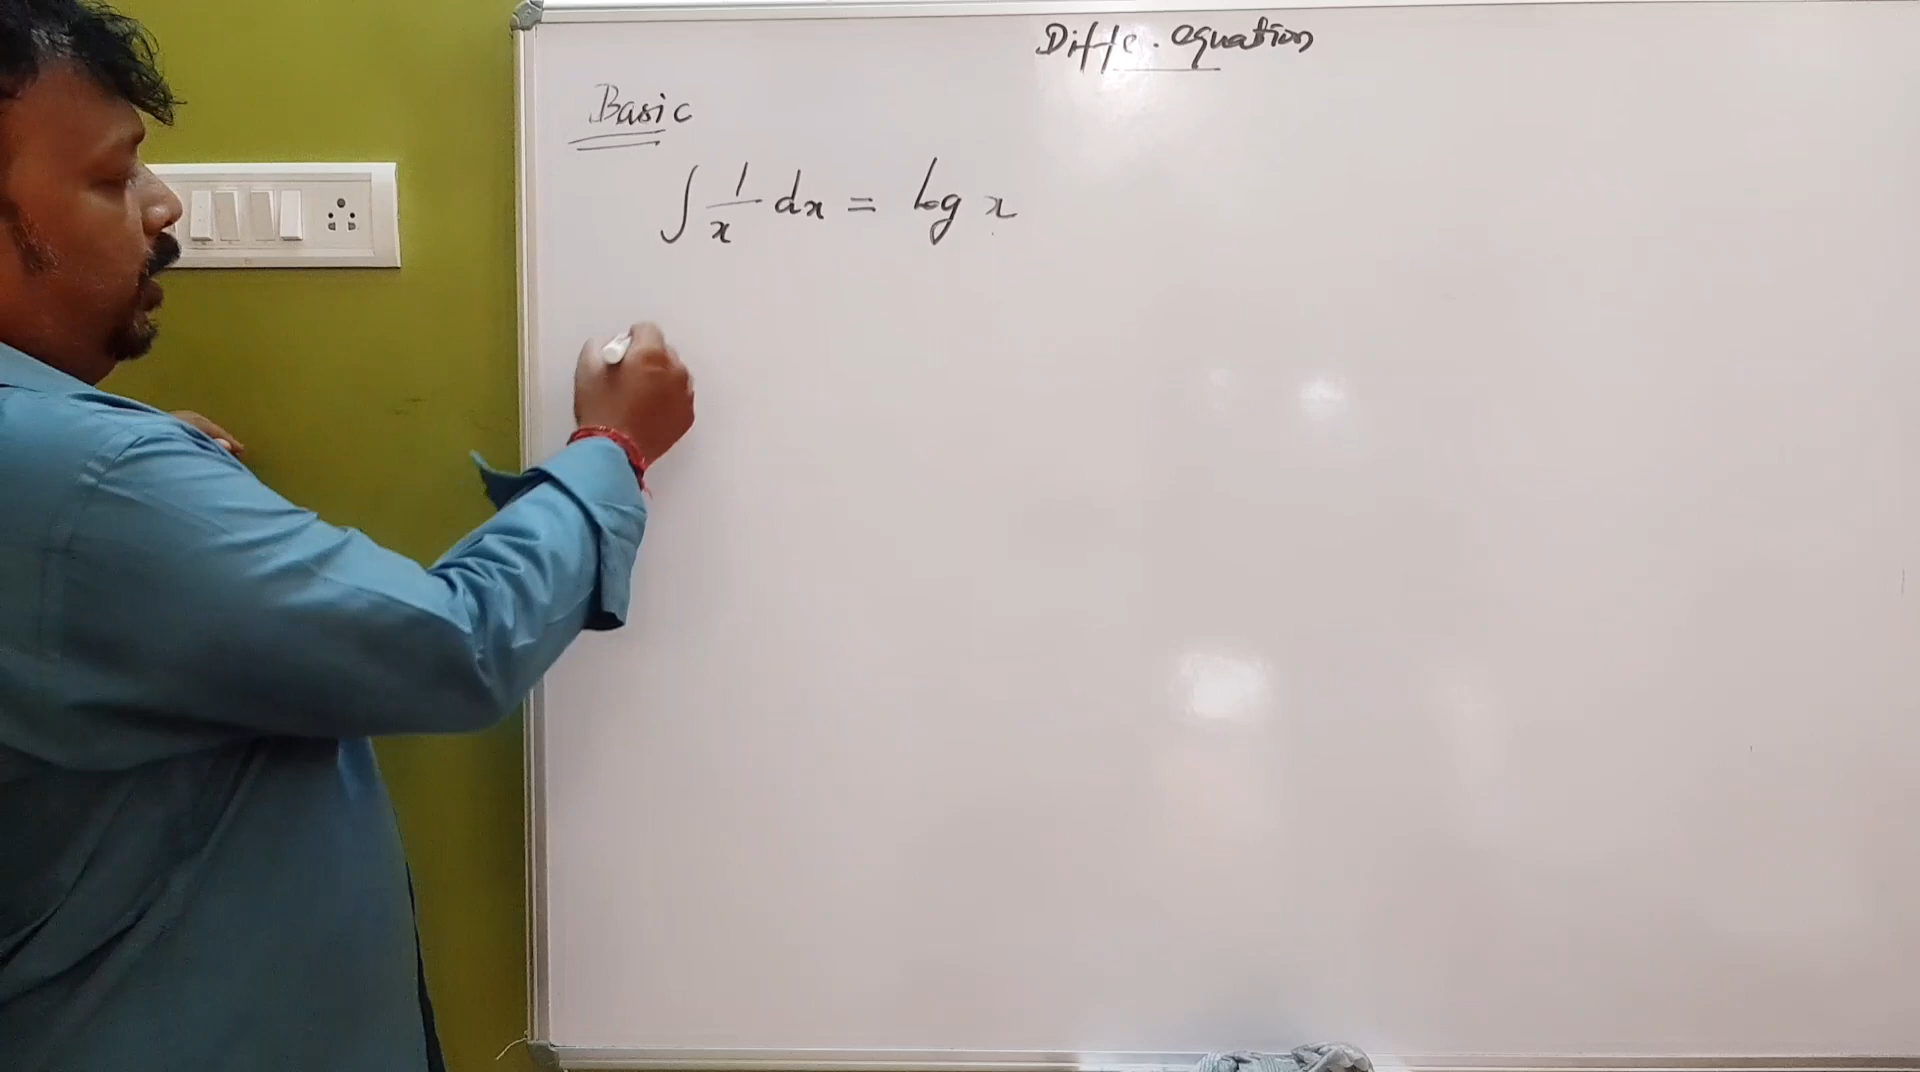 Diffe. equation
Basic
∫ 1/x dx = log x